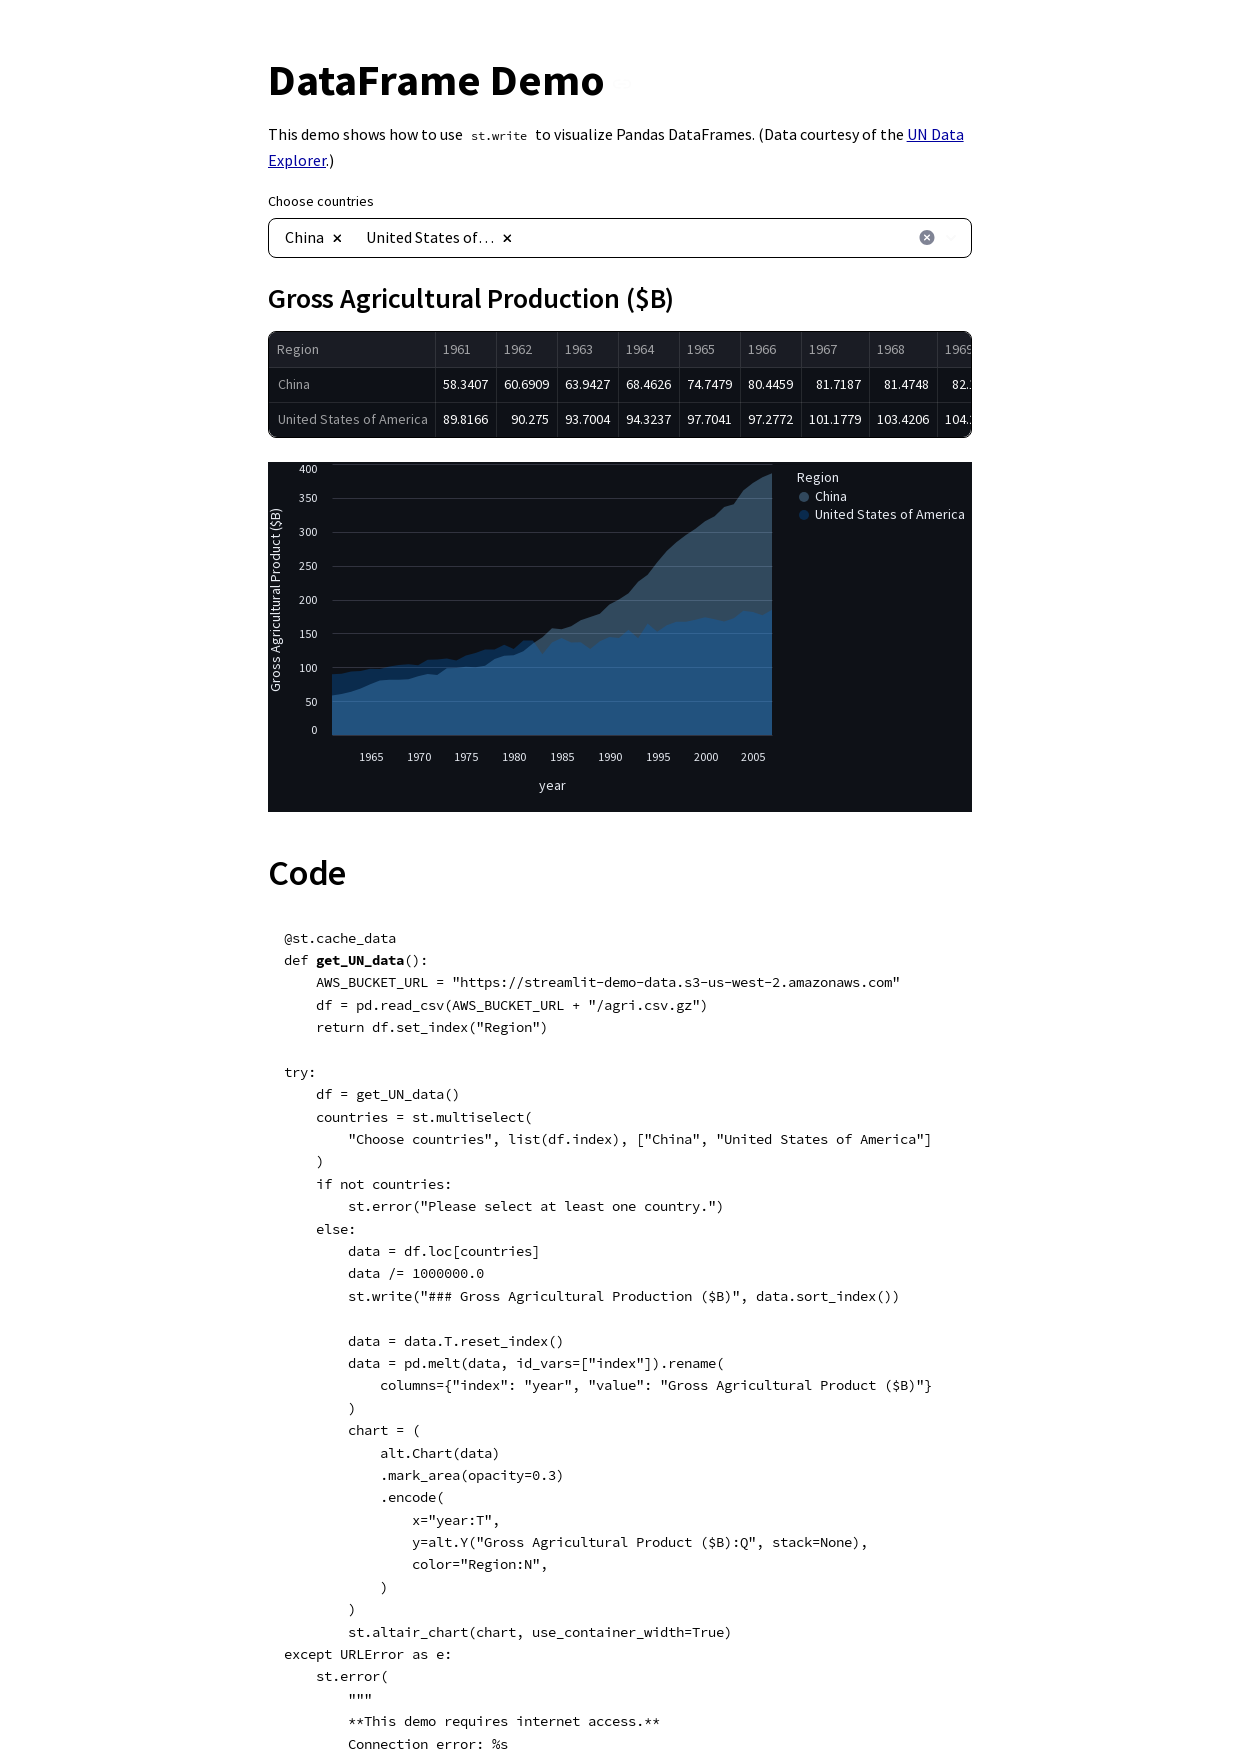 DataFrame Demo
This demo shows how to use st.write to visualize Pandas DataFrames. (Data courtesy of the UN Data
Explorer.)
Choose countries
China × United States of… ×
Gross Agricultural Production ($B)
Region 1961 1962 1963 1964 1965 1966 1967 1968 1969
China 58.3407 60.6909 63.9427 68.4626 74.7479 80.4459 81.7187 81.4748 82.
United States of America 89.8166 90.275 93.7004 94.3237 97.7041 97.2772 101.1779 103.4206 104.
400
350
300
250
200
150
100
50
0
Gross Agricultural Product ($B)
1965 1970 1975 1980 1985 1990 1995 2000 2005
year
Region
China
United States of America
Code
@st.cache_data
def get_UN_data():
    AWS_BUCKET_URL = "https://streamlit-demo-data.s3-us-west-2.amazonaws.com"
    df = pd.read_csv(AWS_BUCKET_URL + "/agri.csv.gz")
    return df.set_index("Region")
try:
    df = get_UN_data()
    countries = st.multiselect(
        "Choose countries", list(df.index), ["China", "United States of America"]
    )
    if not countries:
        st.error("Please select at least one country.")
    else:
        data = df.loc[countries]
        data /= 1000000.0
        st.write("### Gross Agricultural Production ($B)", data.sort_index())
        data = data.T.reset_index()
        data = pd.melt(data, id_vars=["index"]).rename(
            columns={"index": "year", "value": "Gross Agricultural Product ($B)"}
        )
        chart = (
            alt.Chart(data)
            .mark_area(opacity=0.3)
            .encode(
                x="year:T",
                y=alt.Y("Gross Agricultural Product ($B):Q", stack=None),
                color="Region:N",
            )
        )
        st.altair_chart(chart, use_container_width=True)
except URLError as e:
    st.error(
        """
        **This demo requires internet access.**
        Connection error: %s